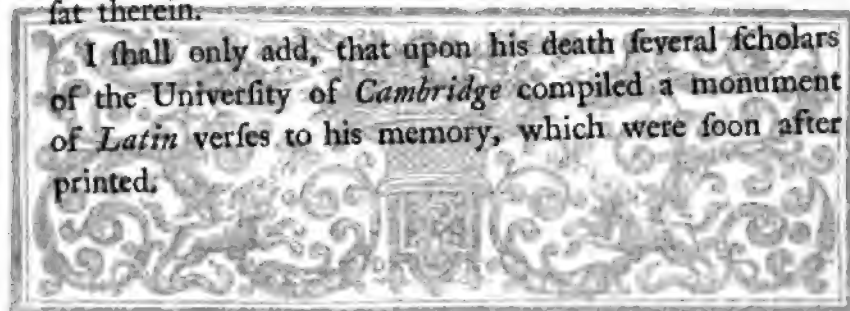 ſat therein.
I ſhall only add, that upon his death ſeveral ſcholars
of the Univerſity of Cambridge compiled a monument
of Latin verſes to his memory, which were ſoon after
printed.